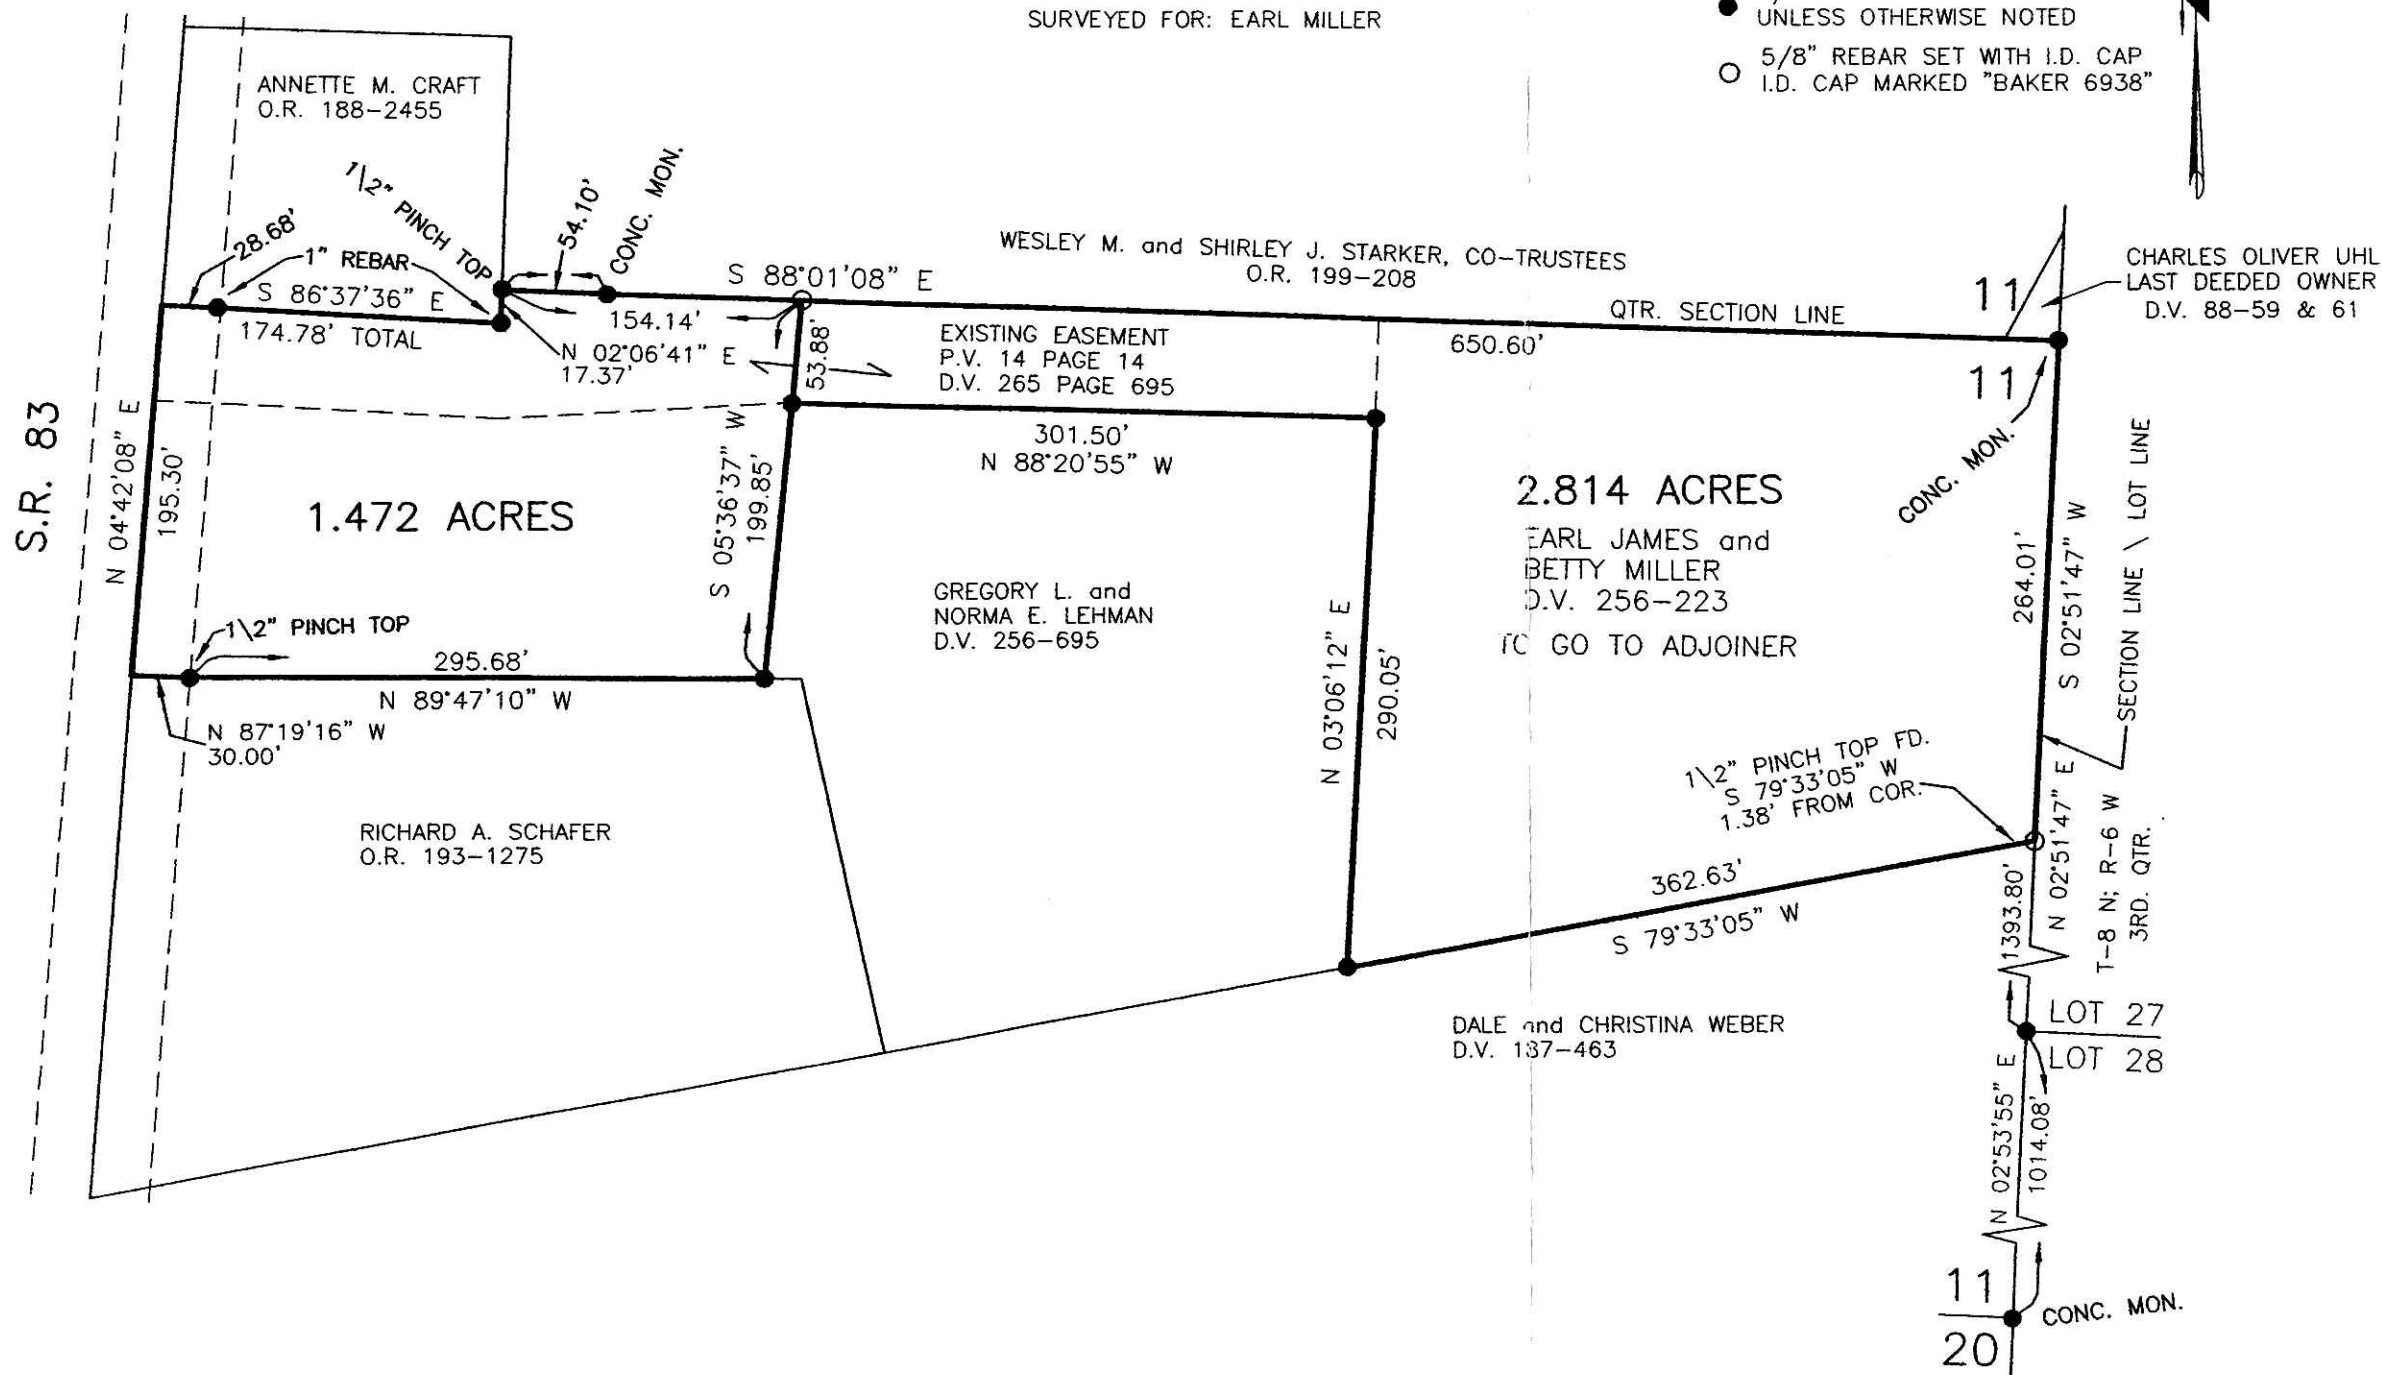 SURVEYED FOR: EARL MILLER
UNLESS OTHERWISE NOTED
5/8" REBAR SET WITH I.D. CAP
I.D. CAP MARKED "BAKER 6938"
ANNETTE M. CRAFT
O.R. 188-2455
1\2" PINCH TOP
54.10'
CONC. MON.
28.68'
1" REBAR
S 86°37'36" E
174.78' TOTAL
S 88°01'08" E
154.14'
N 02°06'41" E
17.37'
WESLEY M. and SHIRLEY J. STARKER, CO-TRUSTEES
O.R. 199-208
QTR. SECTION LINE
650.60'
11
11
CHARLES OLIVER UHL
LAST DEEDED OWNER
D.V. 88-59 & 61
EXISTING EASEMENT
P.V. 14 PAGE 14
D.V. 265 PAGE 695
53.88'
301.50'
N 88°20'55" W
S.R. 83
N 04°42'08" E
195.30'
1.472 ACRES
S 05°36'37" W
199.85'
GREGORY L. and
NORMA E. LEHMAN
D.V. 256-695
2.814 ACRES
EARL JAMES and
BETTY MILLER
D.V. 256-223
TO GO TO ADJOINER
CONC. MON.
264.01'
S 02°51'47" W
SECTION LINE \ LOT LINE
N 03°06'12" E
290.05'
1\2" PINCH TOP
295.68'
N 89°47'10" W
N 87°19'16" W
30.00'
RICHARD A. SCHAFER
O.R. 193-1275
1\2" PINCH TOP FD.
S 79°33'05" W
1.38' FROM COR.
362.63'
S 79°33'05" W
1393.80'
N 02°51'47" E
T-8 N; R-6 W
3RD. QTR.
DALE and CHRISTINA WEBER
D.V. 187-463
LOT 27
LOT 28
N 02°53'55" E
1014.08'
11
20
CONC. MON.